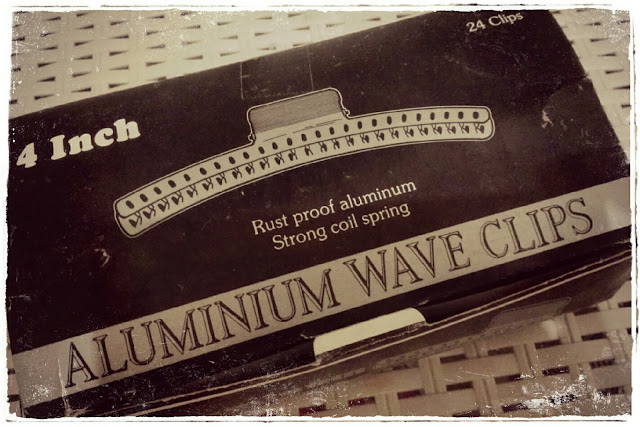 24 Clips
4 Inch
Rust proof aluminum
Strong coil spring
ALUMINIUM WAVE CLIPS